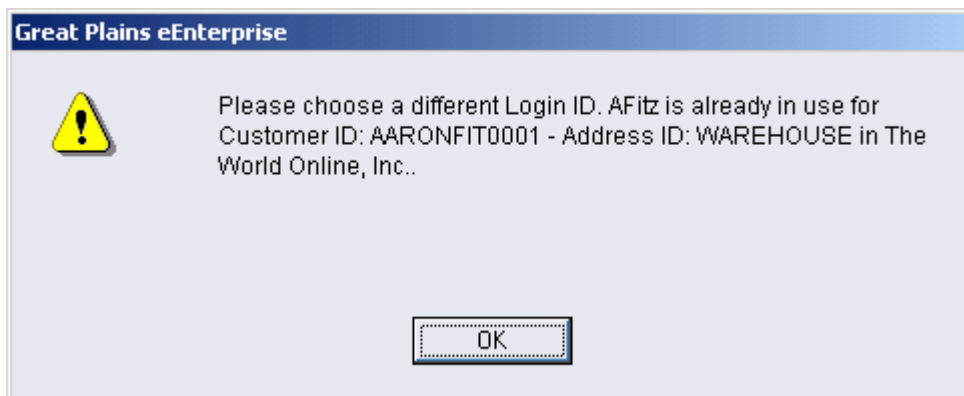 Great Plains eEnterprise
Please choose a different Login ID. AFitz is already in use for
Customer ID: AARONFIT0001 - Address ID: WAREHOUSE in The
World Online, Inc..
OK